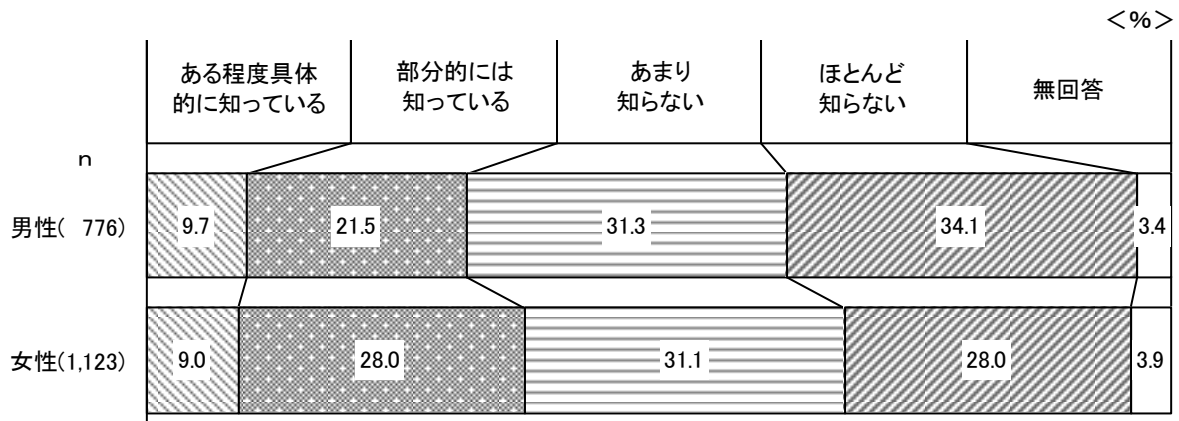 ＜%＞
ある程度具体
的に知っている
部分的には
知っている
あまり
知らない
ほとんど
知らない
無回答
n
男性( 776)
9.7
21.5
31.3
34.1
3.4
女性(1,123)
9.0
28.0
31.1
28.0
3.9